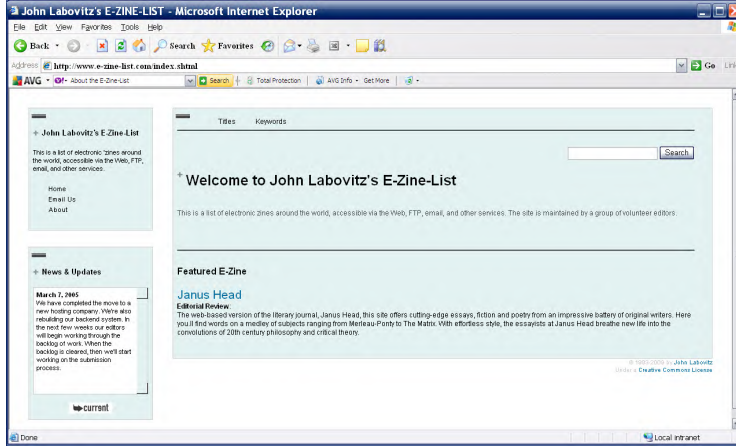 John Labovitz's E-ZINE-LIST - Microsoft Internet Explorer
File Edit View Favorites Tools Help
Back Search Favorites
Address http://www.e-zine-list.com/index.shtml Go Links
AVG About the E-Zine-List Search Total Protection AVG Info Get More
+ John Labovitz's E-Zine-List
This is a list of electronic 'zines around
the world, accessible via the Web, FTP,
email, and other services.
Home
Email Us
About
+ News & Updates
March 7, 2005
We have completed the move to a
new hosting company. We're also
rebuilding our backend system. In
the next few weeks our editors
will begin working through the
backlog of work. When the
backlog is cleared, then we'll start
working on the submission
process.
current
Titles Keywords
Search
+ Welcome to John Labovitz's E-Zine-List
This is a list of electronic zines around the world, accessible via the Web, FTP, email, and other services. The site is maintained by a group of volunteer editors.
Featured E-Zine
Janus Head
Editorial Review:
The web-based version of the literary journal, Janus Head, this site offers cutting-edge essays, fiction and poetry from an impressive battery of original writers. Here
you.ll find words on a medley of subjects ranging from Merleau-Ponty to The Matrix. With effortless style, the essayists at Janus Head breathe new life into the
convolutions of 20th century philosophy and critical theory.
by John Labovitz
Under a Creative Commons License
Done Local intranet